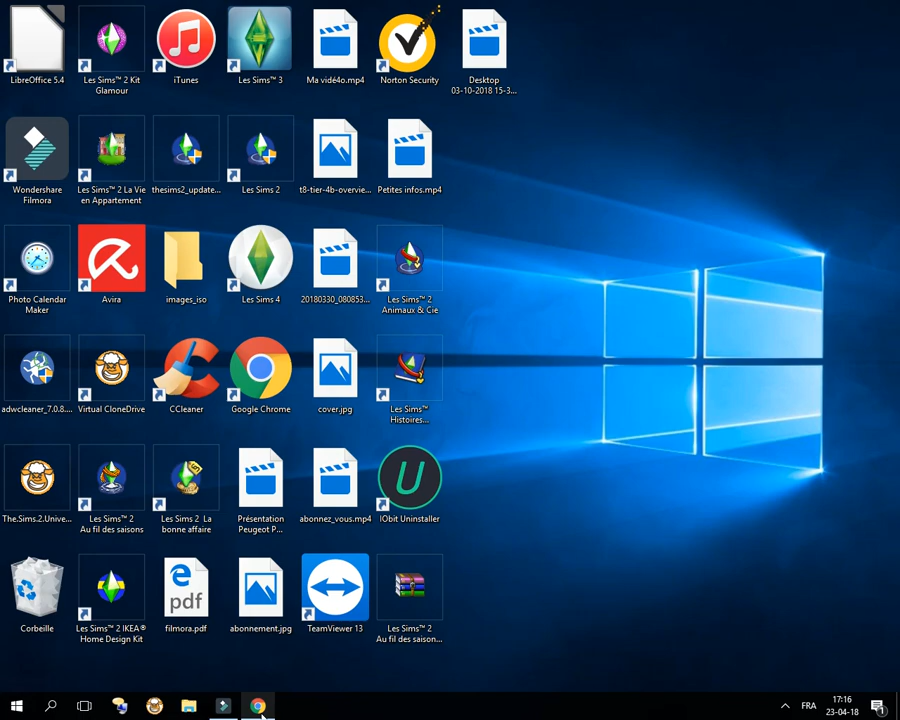 LibreOffice 5.4
Les Sims™ 2 Kit
Glamour
iTunes
Les Sims™ 3
Ma vidé4o.mp4
Norton Security
Desktop
03-10-2018 15-3...
Wondershare
Filmora
Les Sims™ 2 La Vie
en Appartement
thesims2_update...
Les Sims 2
t8-tier-4b-overvie...
Petites infos.mp4
Photo Calendar
Maker
Avira
images_iso
Les Sims 4
20180330_080853...
Les Sims™ 2
Animaux & Cie
adwcleaner_7.0.8....
Virtual CloneDrive
CCleaner
Google Chrome
cover.jpg
Les Sims™
Histoires...
The.Sims.2.Unive...
Les Sims™ 2
Au fil des saisons
Les Sims 2 La
bonne affaire
Présentation
Peugeot P...
abonnez_vous.mp4
U
IObit Uninstaller
Corbeille
Les Sims™ 2 IKEA®
Home Design Kit
e
pdf
filmora.pdf
abonnement.jpg
TeamViewer 13
Les Sims™ 2
Au fil des saison...
FR
17:16
23-04-18
1